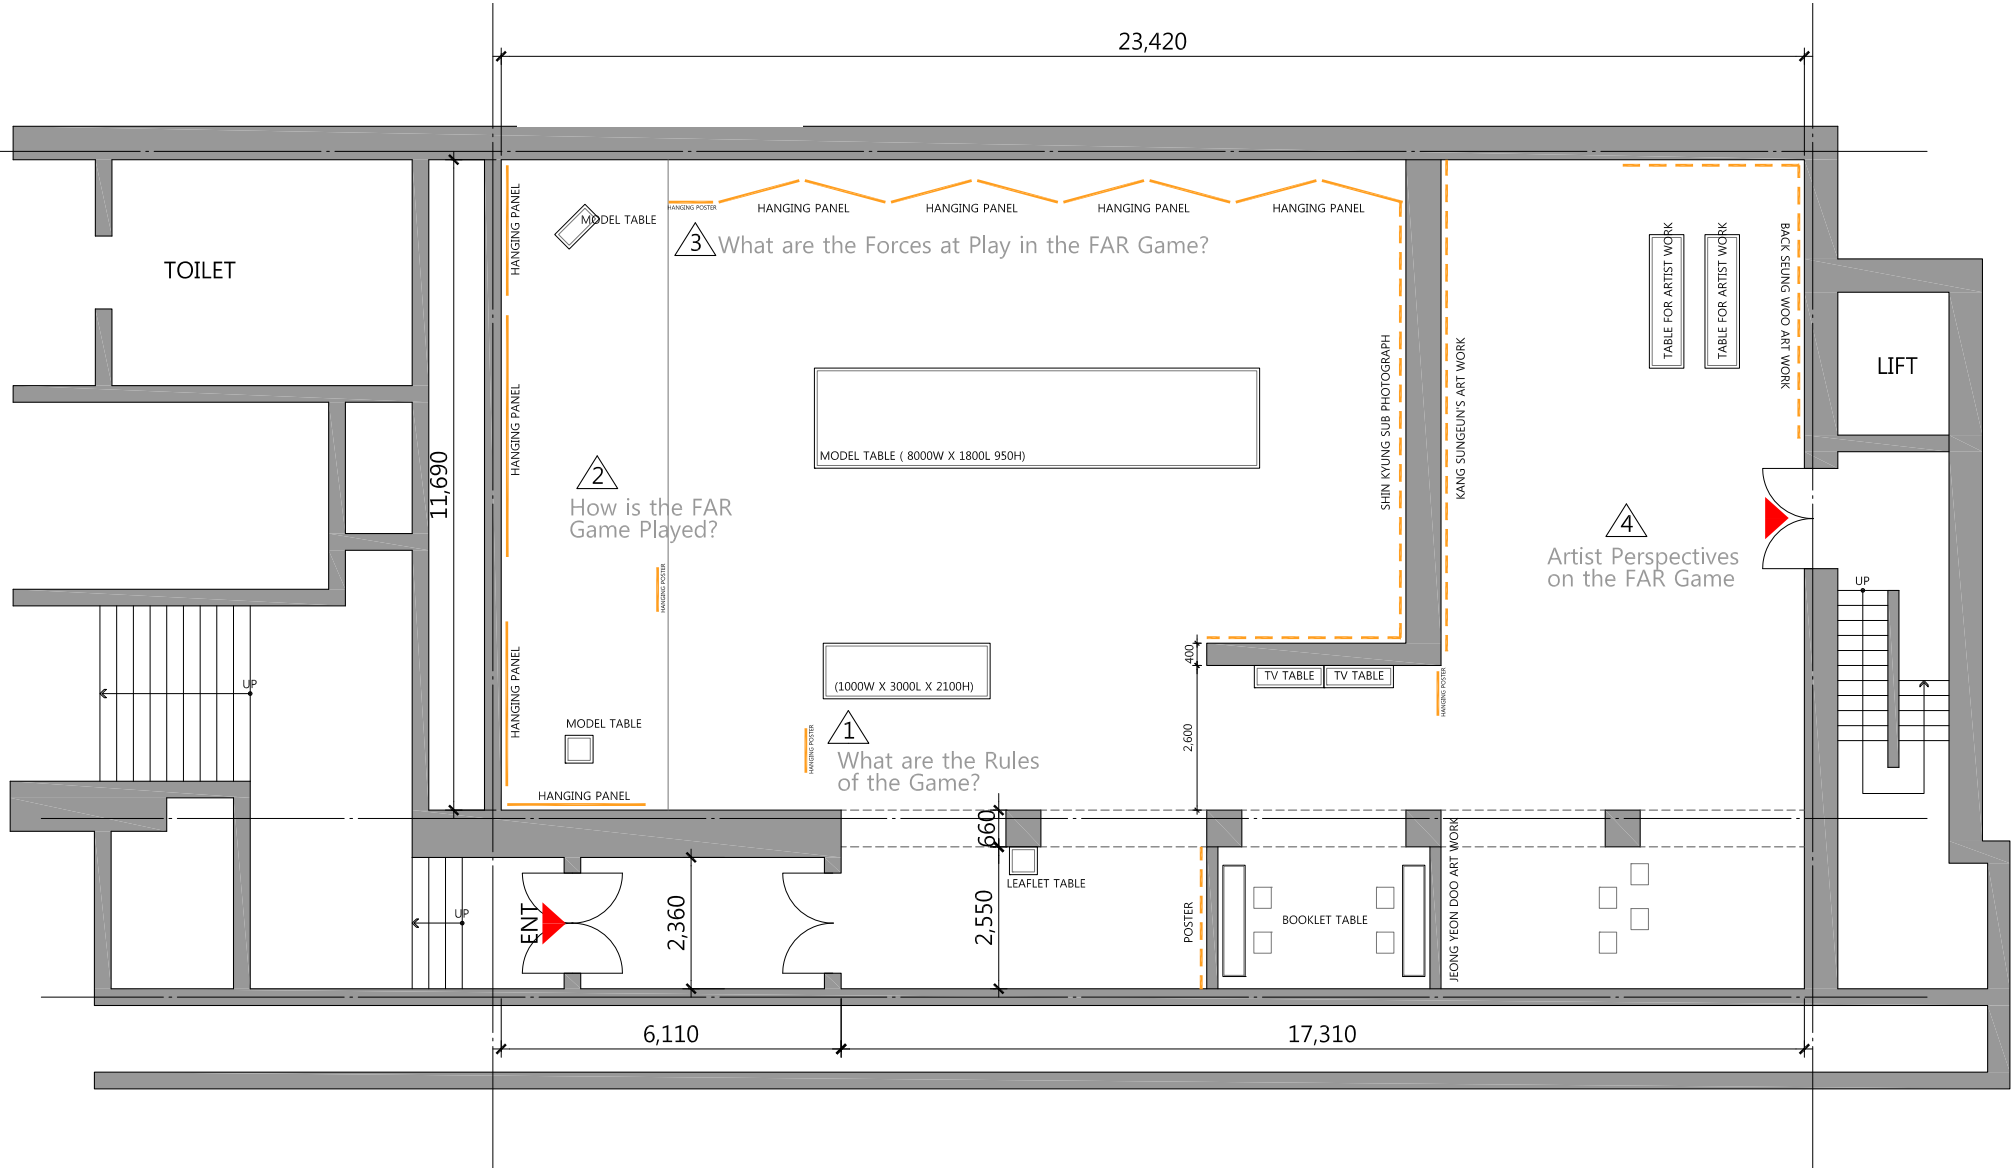 23,420
HANGING PANEL
MODEL TABLE
HANGING POSTER
HANGING PANEL
HANGING PANEL
HANGING PANEL
HANGING PANEL
3
What are the Forces at Play in the FAR Game?
TOILET
TABLE FOR ARTIST WORK
TABLE FOR ARTIST WORK
BACK SEUNG WOO ART WORK
LIFT
HANGING PANEL
11,690
MODEL TABLE ( 8000W X 1800L 950H)
SHIN KYUNG SUB PHOTOGRAPH
KANG SUNGEUN'S ART WORK
2
How is the FAR
Game Played?
4
Artist Perspectives
on the FAR Game
HANGING POSTER
UP
HANGING PANEL
UP
(1000W X 3000L X 2100H)
400
TV TABLE
TV TABLE
HANGING POSTER
MODEL TABLE
HANGING POSTER
1
What are the Rules
of the Game?
2,600
HANGING PANEL
660
LEAFLET TABLE
UP
ENT
2,360
2,550
POSTER
BOOKLET TABLE
JEONG YEON DOO ART WORK
6,110
17,310